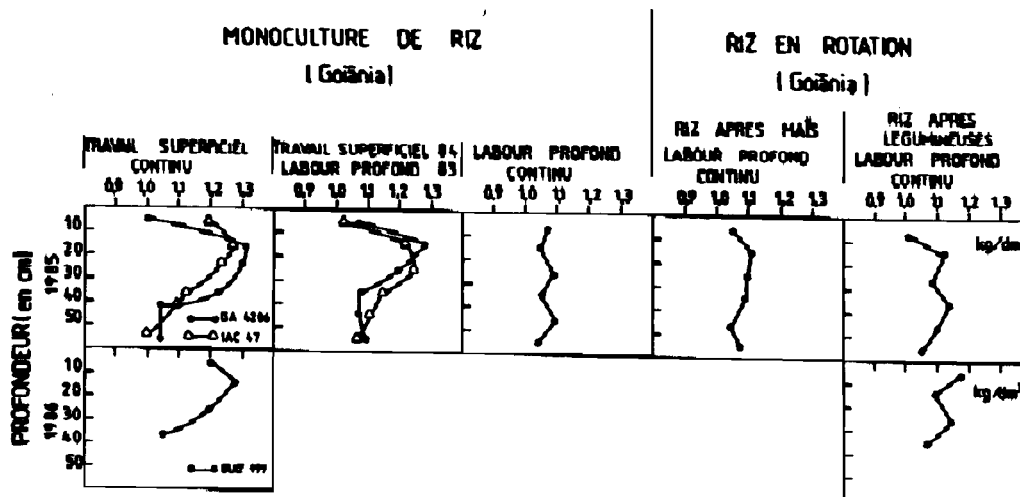 MONOCULTURE DE RIZ
( Goiânia)
RIZ EN ROTATION
( Goiânia )
TRAVAIL SUPERFICIEL
CONTINU
0,9 1,0 1,1 1,2 1,3
TRAVAIL SUPERFICIEL 84
LABOUR PROFOND 83
0,9 1,0 1,1 1,2 1,3
LABOUR PROFOND
CONTINU
0,9 1,0 1,1 1,2 1,3
RIZ APRES MAÏS
LABOUR PROFOND
CONTINU
0,9 1,0 1,1 1,2 1,3
RIZ APRES
LEGUMINEUSES
LABOUR PROFOND
CONTINU
0,9 1,0 1,1 1,2 1,3
PROFONDEUR ( en cm)
1985
10
20
30
40
50
IAC 47
kg/dm
1986
10
20
30
40
50
kg/dm³